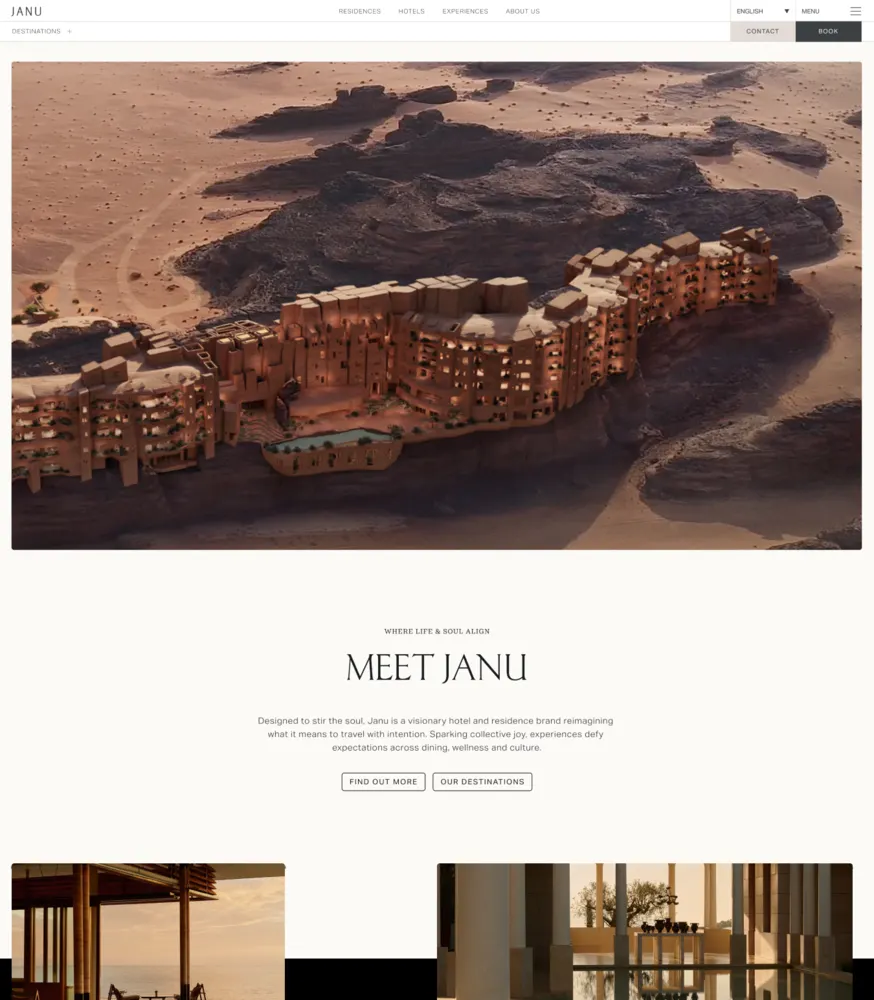 JANU
RESIDENCES HOTELS EXPERIENCES ABOUT US
ENGLISH ▼ MENU
DESTINATIONS +
CONTACT BOOK
WHERE LIFE & SOUL ALIGN
MEET JANU
Designed to stir the soul, Janu is a visionary hotel and residence brand reimagining
what it means to travel with intention. Sparking collective joy, experiences defy
expectations across dining, wellness and culture.
FIND OUT MORE OUR DESTINATIONS